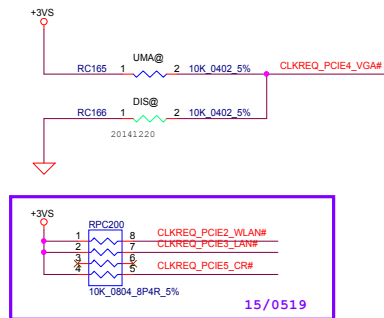 +3VS
UMA@
RC165 1 2 10K_0402_5% CLKREQ_PCIE4_VGA#
DIS@
RC166 1 2 10K_0402_5%
20141220
+3VS
RPC200
1 8 CLKREQ_PCIE2_WLAN#
2 7 CLKREQ_PCIE3_LAN#
3 6
4 5 CLKREQ_PCIE5_CR#
10K_0804_8P4R_5%
15/0519